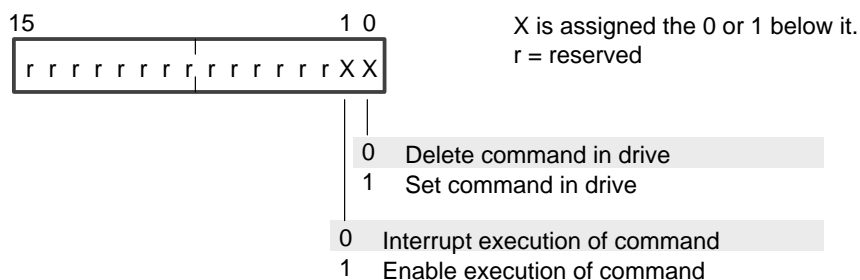 15 1 0 X is assigned the 0 or 1 below it.
r = reserved
r r r r r r r r r r r r r r X X
0 Delete command in drive
1 Set command in drive
0 Interrupt execution of command
1 Enable execution of command